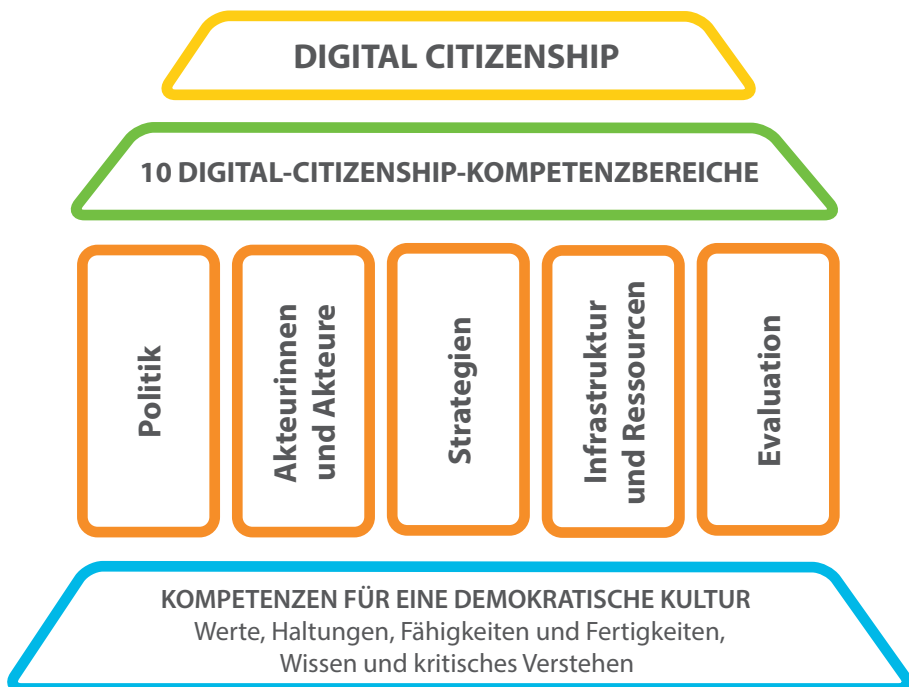 DIGITAL CITIZENSHIP
10 DIGITAL-CITIZENSHIP-KOMPETENZBEREICHE
Politik
Akteurinnen
und Akteure
Strategien
Infrastruktur
und Ressourcen
Evaluation
KOMPETENZEN FÜR EINE DEMOKRATISCHE KULTUR
Werte, Haltungen, Fähigkeiten und Fertigkeiten,
Wissen und kritisches Verstehen